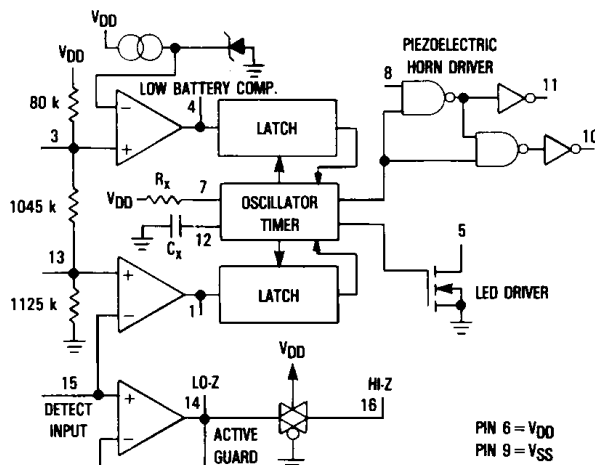 VDD
VDD
80 k
3
1045 k
13
1125 k
15
DETECT
INPUT
LOW BATTERY COMP.
4
−
+
LATCH
Rx
7
VDD
OSCILLATOR
TIMER
Cx
12
+
−
1
LATCH
+
−
LO-Z
14
ACTIVE
GUARD
VDD
HI-Z
16
PIEZOELECTRIC
HORN DRIVER
8
11
10
5
LED DRIVER
PIN 6 = VDD
PIN 9 = VSS